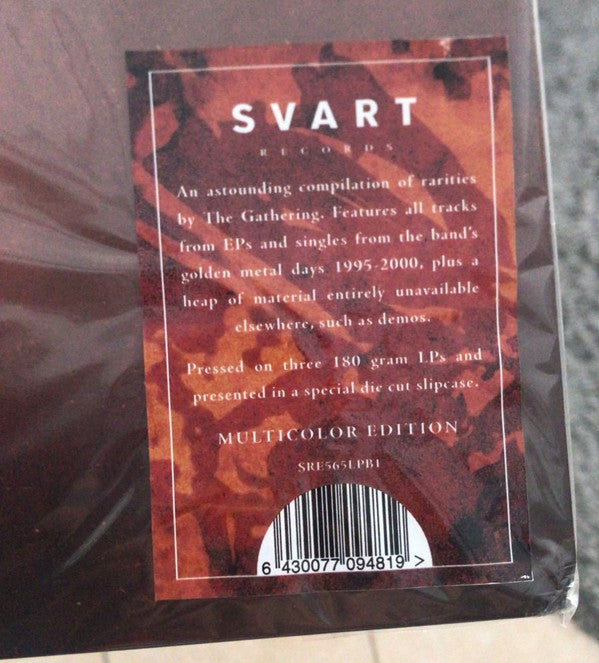 SVART
RECORDS
An astounding compilation of rarities
by The Gathering. Features all tracks
from EPs and singles from the band's
golden metal days 1995-2000, plus a
heap of material entirely unavailable
elsewhere, such as demos.
Pressed on three 180 gram LPs and
presented in a special die cut slipcase.
MULTICOLOR EDITION
SRE565LPB1
6 430077 094819 >